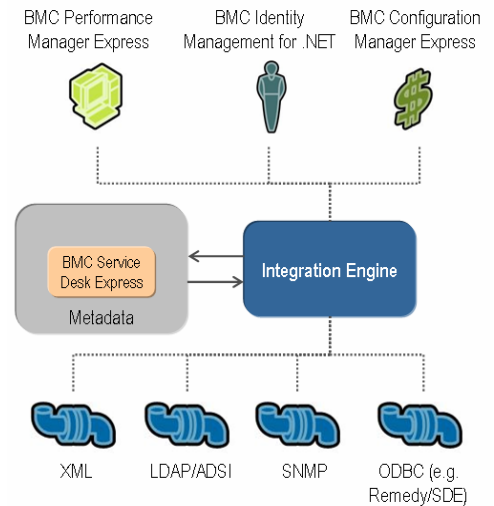 BMC Performance
Manager Express
BMC Identity
Management for .NET
BMC Configuration
Manager Express
BMC Service
Desk Express
Metadata
Integration Engine
XML
LDAP/ADSI
SNMP
ODBC (e.g.
Remedy/SDE)